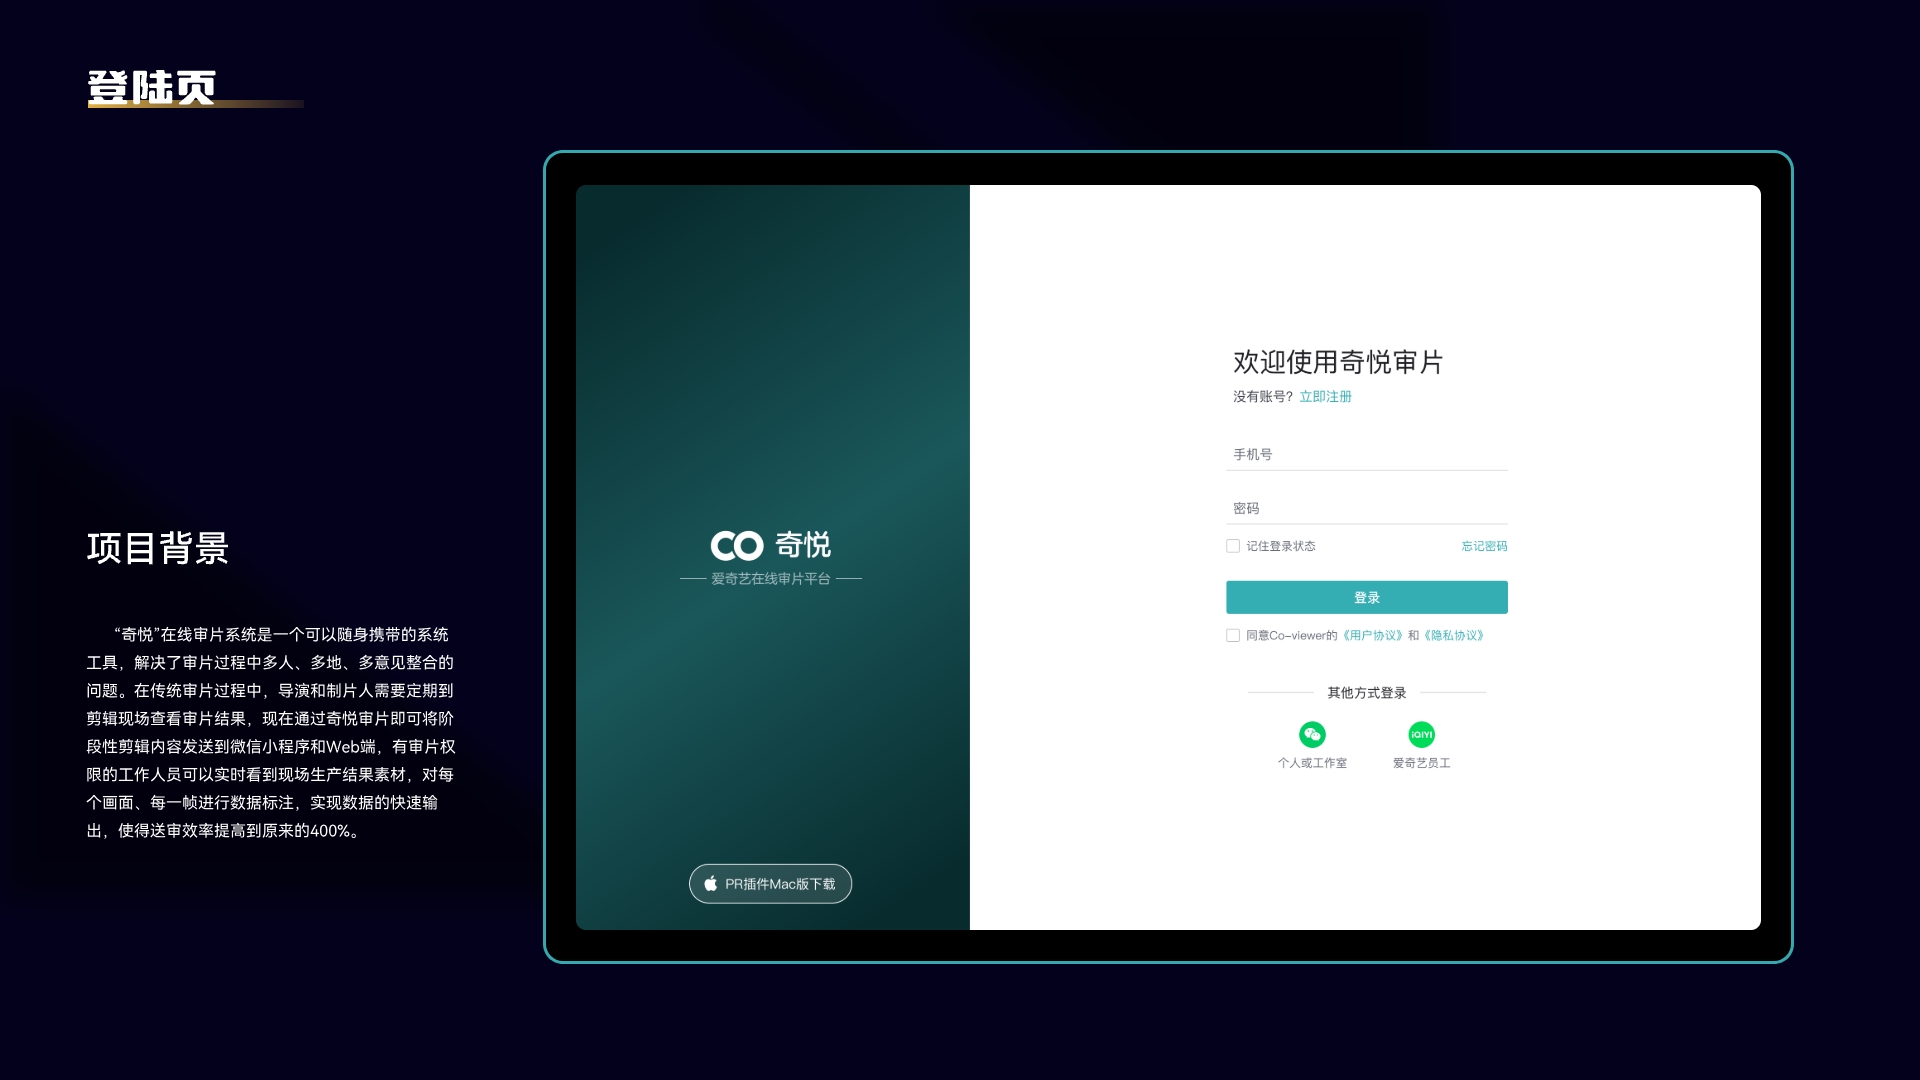 登陆页
项目背景
“奇悦”在线审片系统是一个可以随身携带的系统
工具，解决了审片过程中多人、多地、多意见整合的
问题。在传统审片过程中，导演和制片人需要定期到
剪辑现场查看审片结果，现在通过奇悦审片即可将阶
段性剪辑内容发送到微信小程序和Web端，有审片权
限的工作人员可以实时看到现场生产结果素材，对每
个画面、每一帧进行数据标注，实现数据的快速输
出，使得送审效率提高到原来的400%。
CO 奇悦
爱奇艺在线审片平台
PR插件Mac版下载
欢迎使用奇悦审片
没有账号？立即注册
手机号
密码
记住登录状态 忘记密码
登录
同意Co-viewer的《用户协议》和《隐私协议》
其他方式登录
iQIYI
个人或工作室 爱奇艺员工